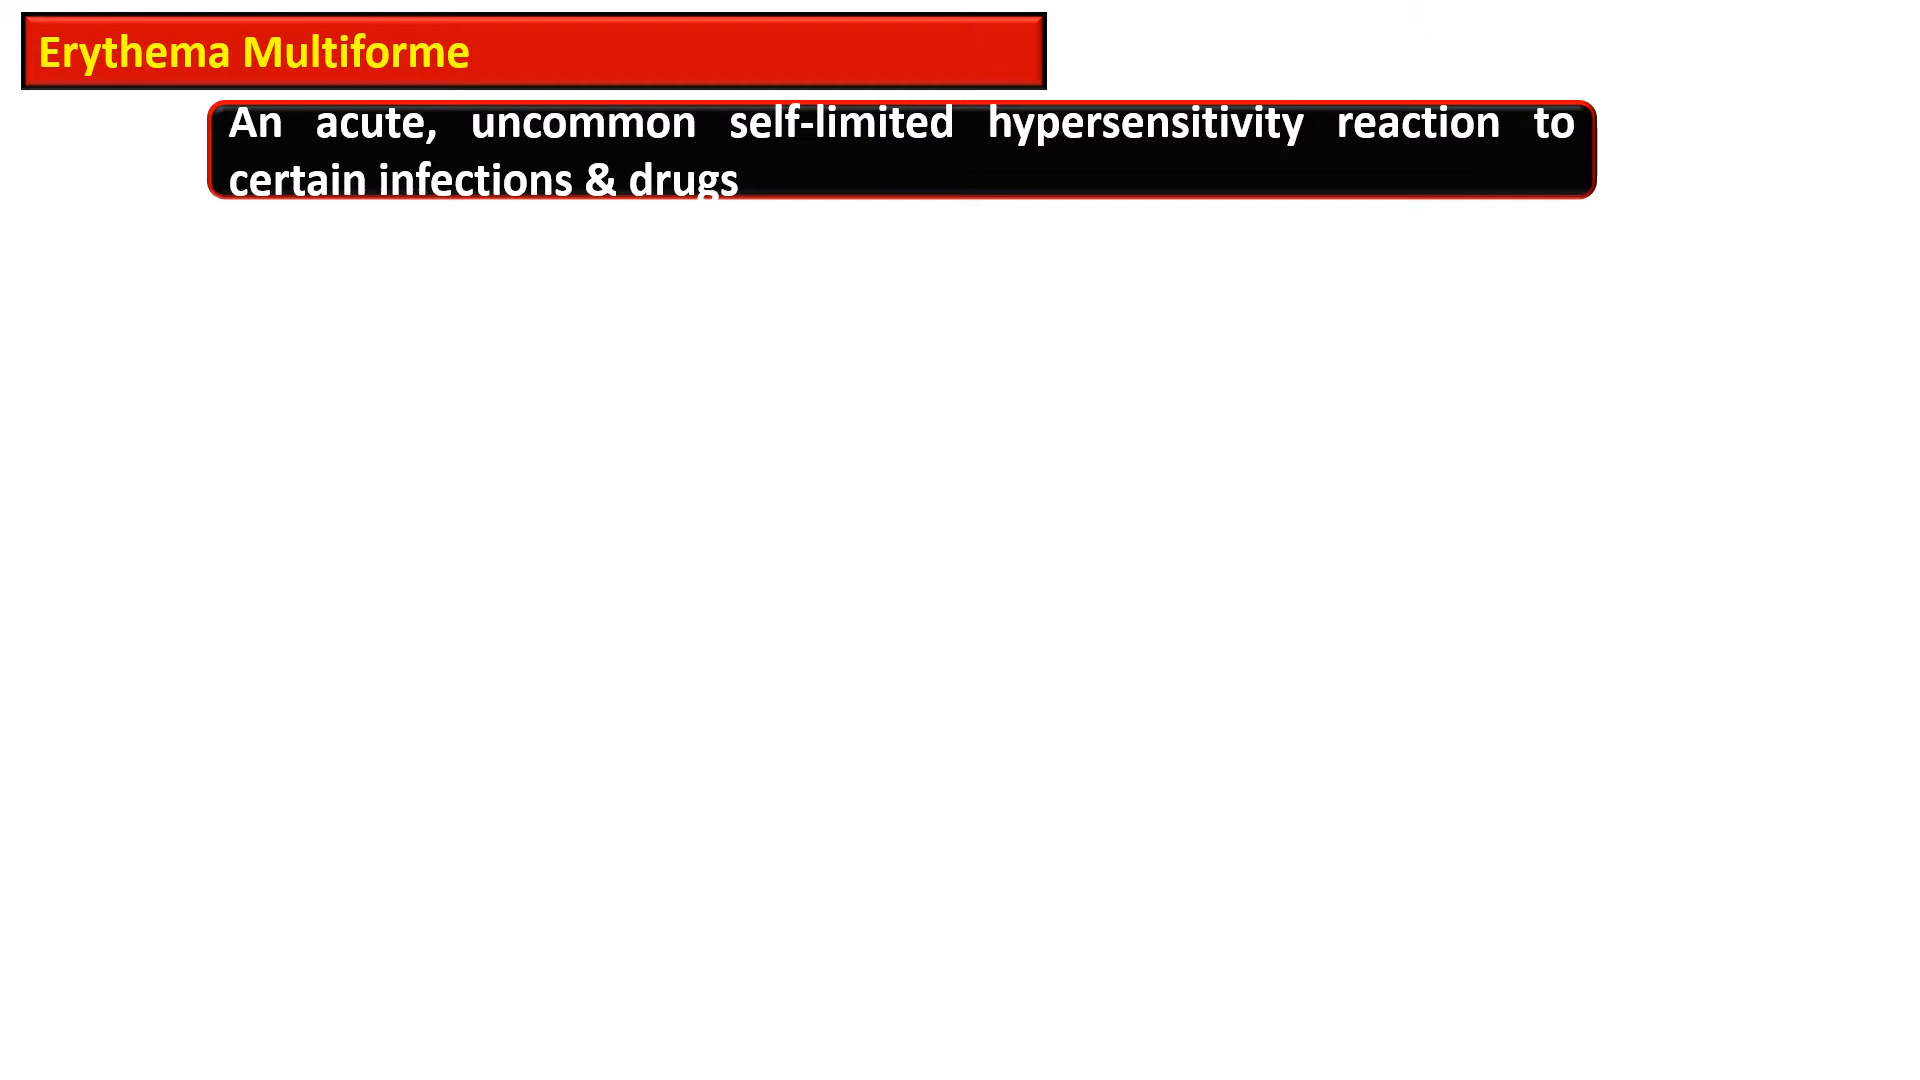 Erythema Multiforme
An acute, uncommon self-limited hypersensitivity reaction to
certain infections & drugs